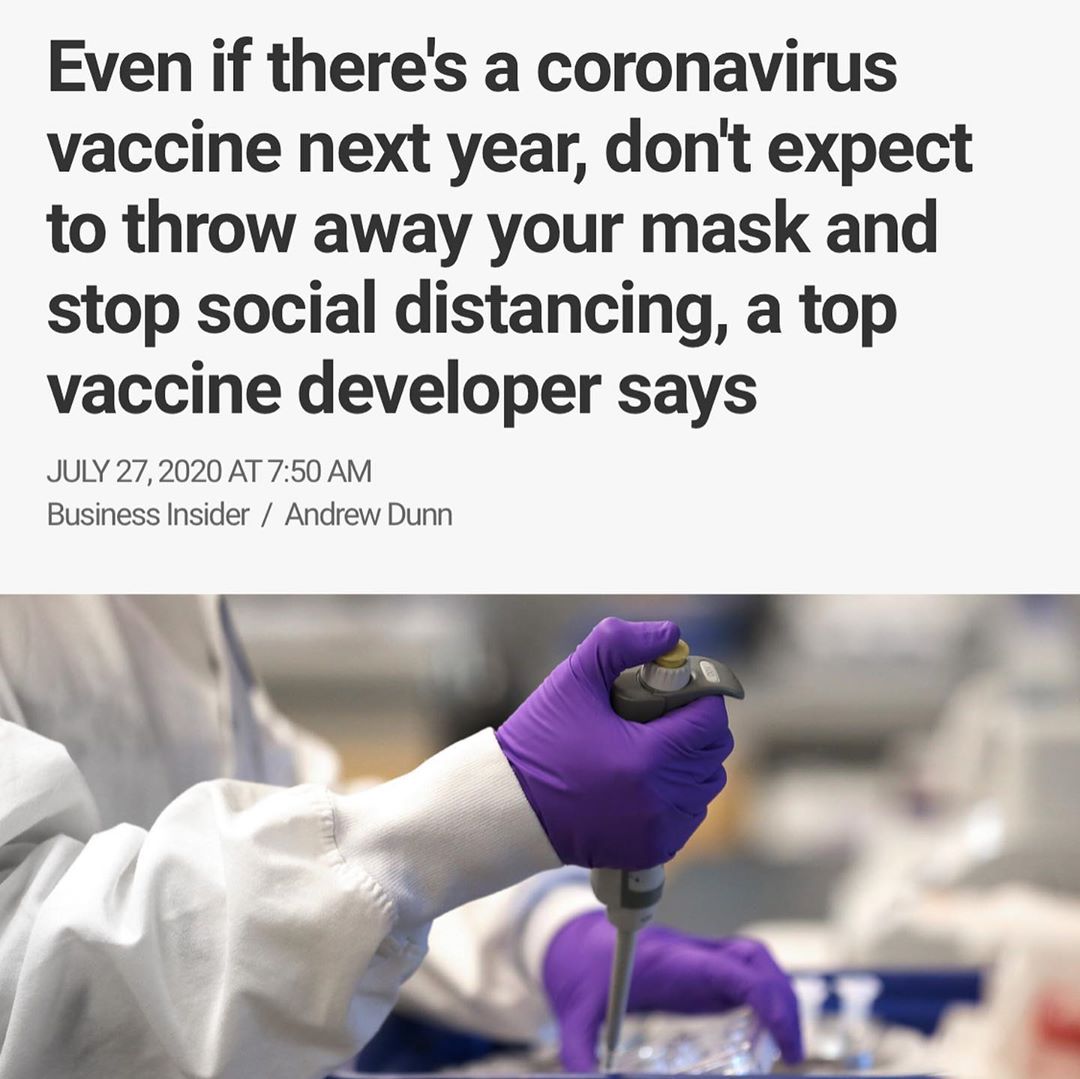 Even if there's a coronavirus
vaccine next year, don't expect
to throw away your mask and
stop social distancing, a top
vaccine developer says
JULY 27, 2020 AT 7:50 AM
Business Insider / Andrew Dunn